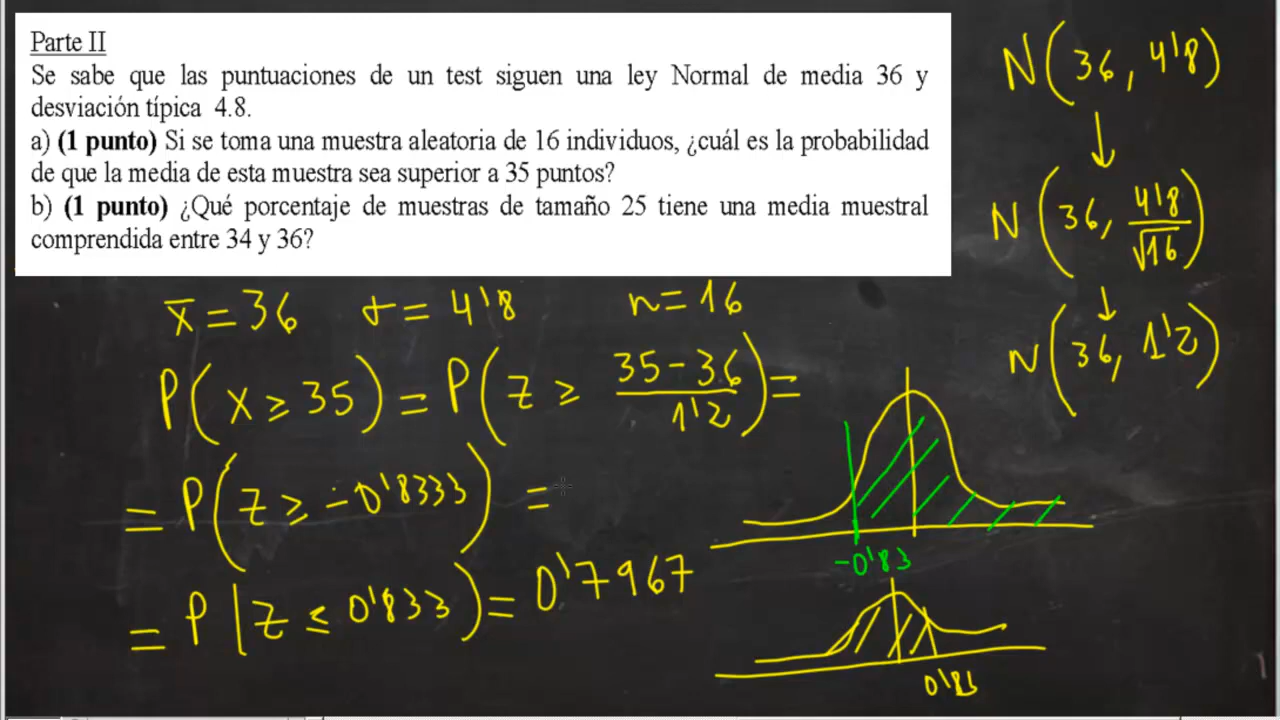 Parte II
Se sabe que las puntuaciones de un test siguen una ley Normal de media 36 y
desviación típica 4.8.
a) (1 punto) Si se toma una muestra aleatoria de 16 individuos, ¿cuál es la probabilidad
de que la media de esta muestra sea superior a 35 puntos?
b) (1 punto) ¿Qué porcentaje de muestras de tamaño 25 tiene una media muestral
comprendida entre 34 y 36?
N(36, 4'8)
↓
N(36, 4'8/√16)
↓
N(36, 1'2)
x̄ = 36 σ = 4'8 n = 16
P(x ≥ 35) = P(z ≥ (35-36)/1'2) =
= P(z ≥ -0'8333) =
= P(z ≤ 0'833) = 0'7967
-0'83
0'83